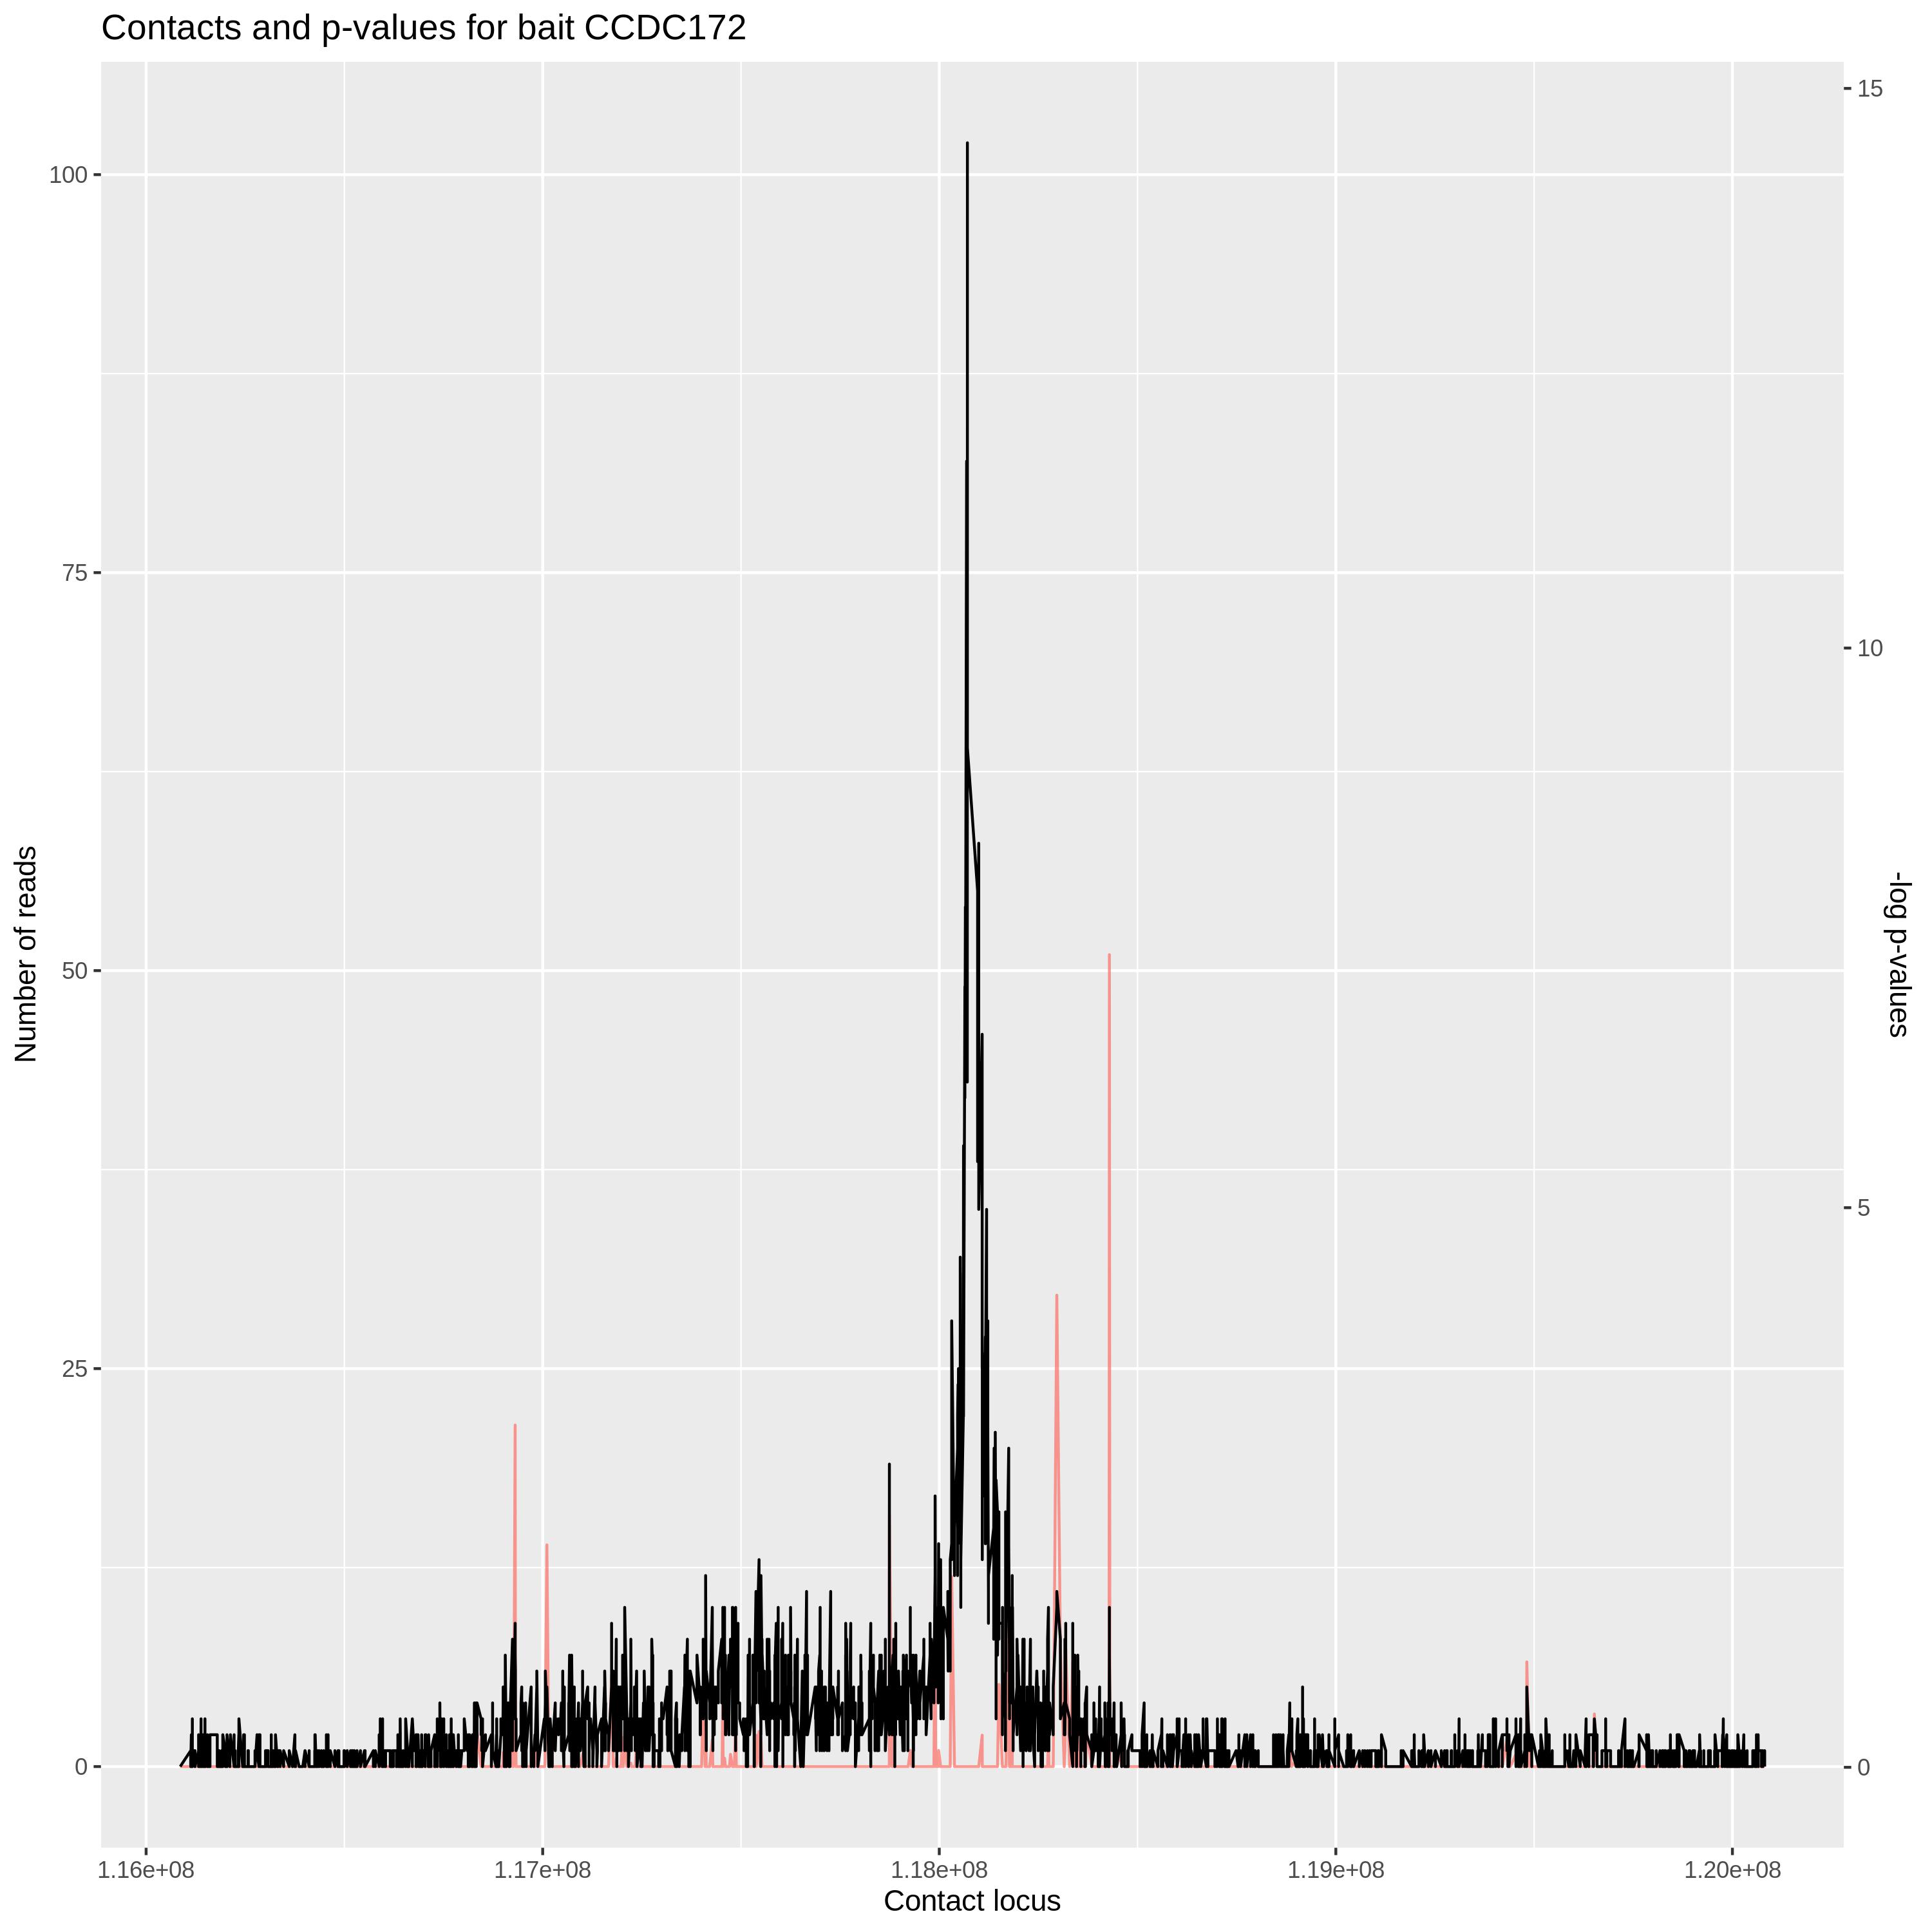 Contacts and p-values for bait CCDC172
15
100
75
10
Number of reads
-log p-values
50
5
25
0
0
1.16e+08
1.17e+08
1.18e+08
1.19e+08
1.20e+08
Contact locus